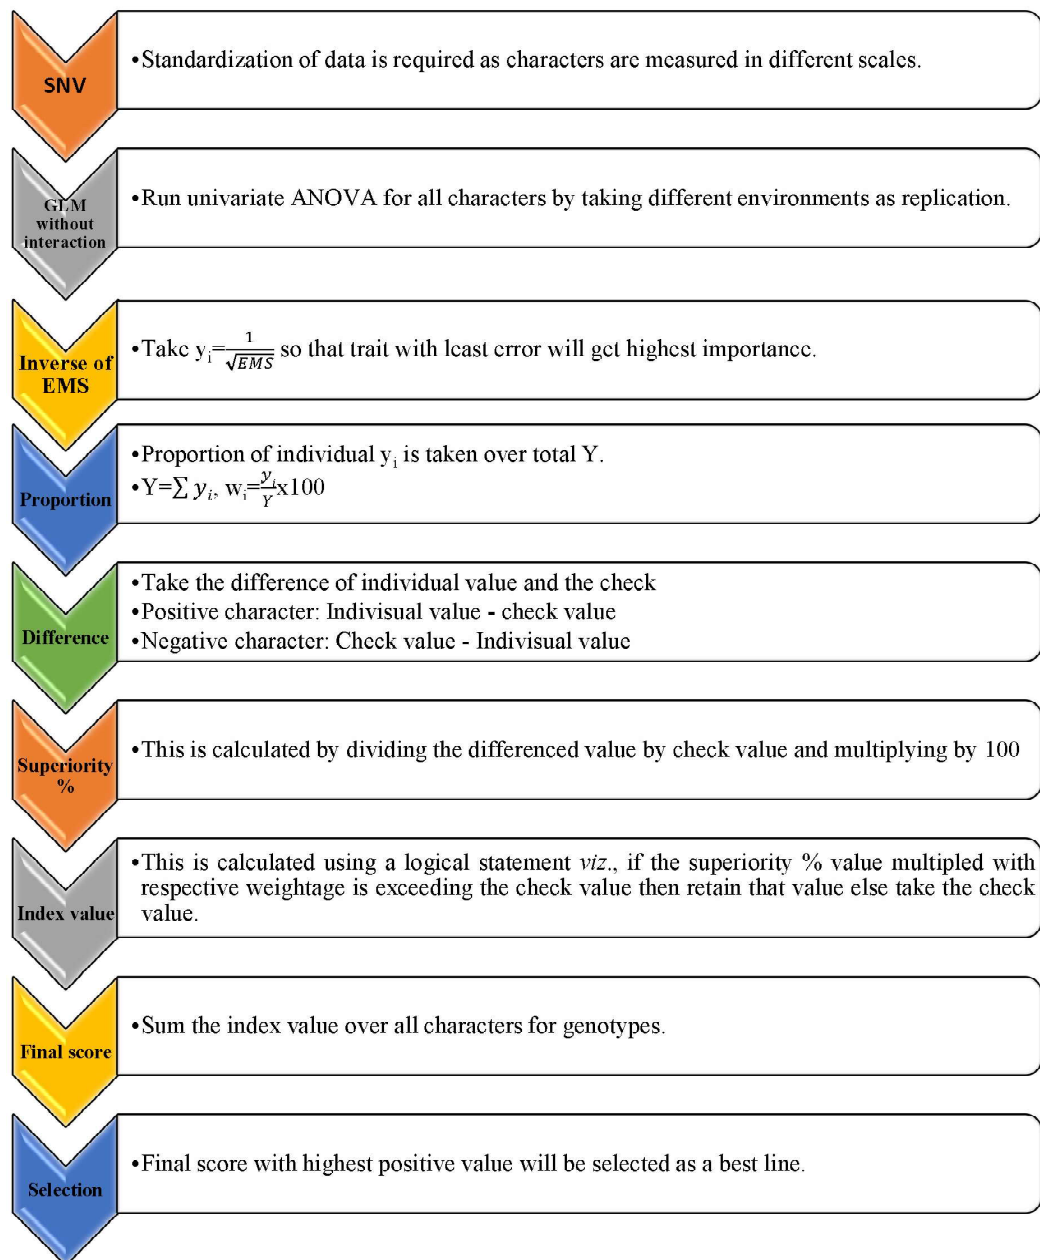 SNV
•Standardization of data is required as characters are measured in different scales.
GLM
without
interaction
•Run univariate ANOVA for all characters by taking different environments as replication.
Inverse of
EMS
•Take y_i=1/√EMS so that trait with least error will get highest importance.
Proportion
•Proportion of individual y_i is taken over total Y.
•Y=∑ y_i, w_i=y_i/Y x100
Difference
•Take the difference of individual value and the check
•Positive character: Indivisual value - check value
•Negative character: Check value - Indivisual value
Superiority
%
•This is calculated by dividing the differenced value by check value and multiplying by 100
Index value
•This is calculated using a logical statement viz., if the superiority % value multipled with
respective weightage is exceeding the check value then retain that value else take the check
value.
Final score
•Sum the index value over all characters for genotypes.
Selection
•Final score with highest positive value will be selected as a best line.